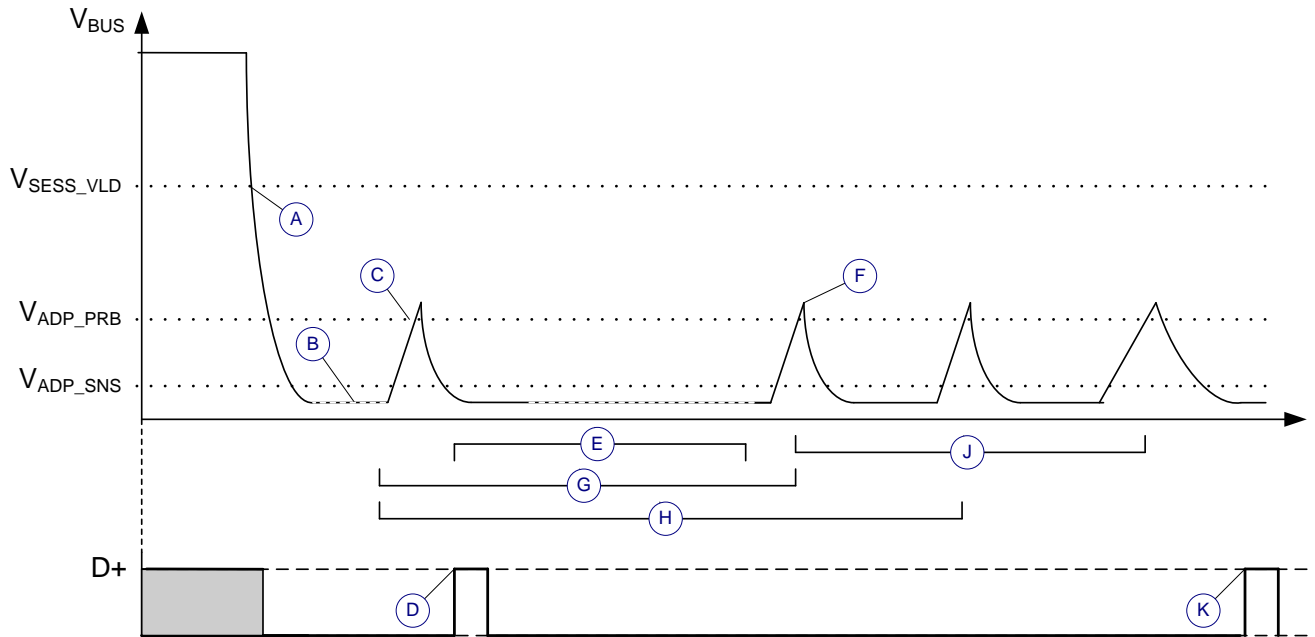 VBUS
VSESS_VLD
A
C
F
VADP_PRB
B
VADP_SNS
E
J
G
H
D+
D
K